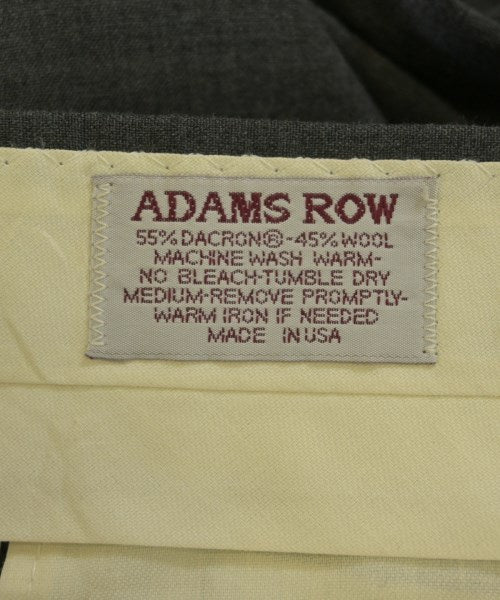 ADAMS ROW
55% DACRON®-45% WOOL
MACHINE WASH WARM-
NO BLEACH-TUMBLE DRY
MEDIUM-REMOVE PROMPTLY-
WARM IRON IF NEEDED
MADE IN USA